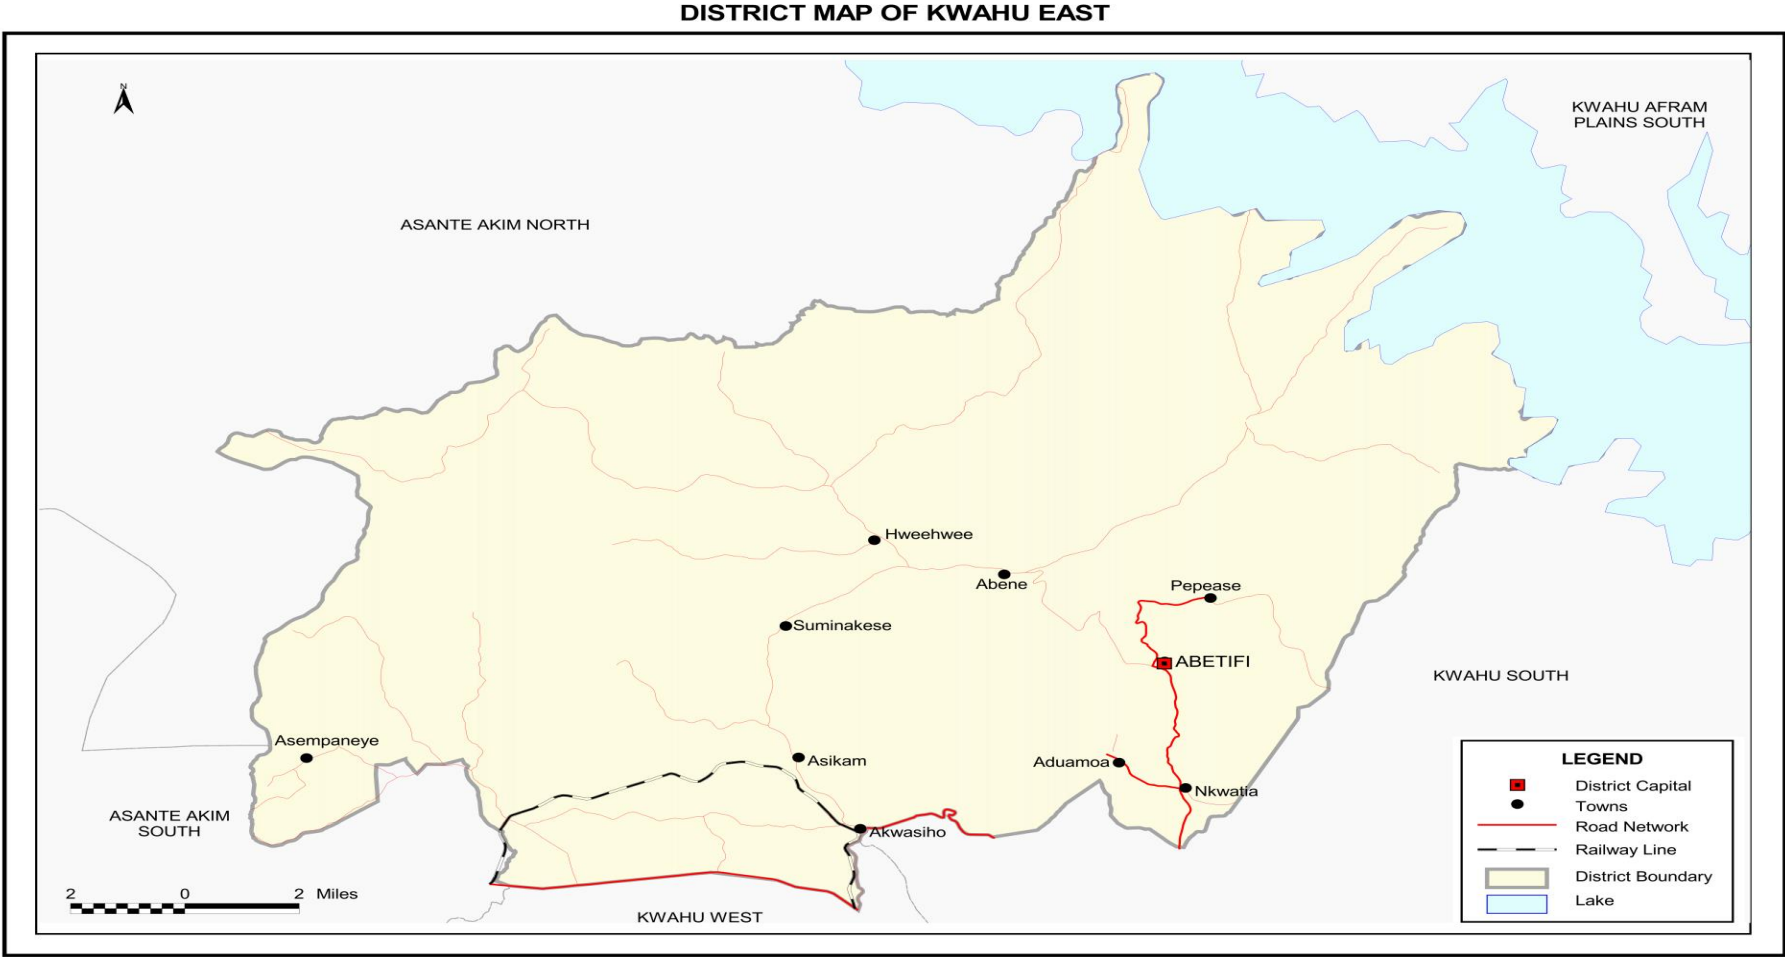 DISTRICT MAP OF KWAHU EAST
N
KWAHU AFRAM
PLAINS SOUTH
ASANTE AKIM NORTH
Hweehwee
Abene
Pepease
Suminakese
ABETIFI
KWAHU SOUTH
Asempaneye
Asikam
Aduamoa
Nkwatia
ASANTE AKIM
SOUTH
Akwasiho
KWAHU WEST
2 0 2 Miles
LEGEND
District Capital
Towns
Road Network
Railway Line
District Boundary
Lake